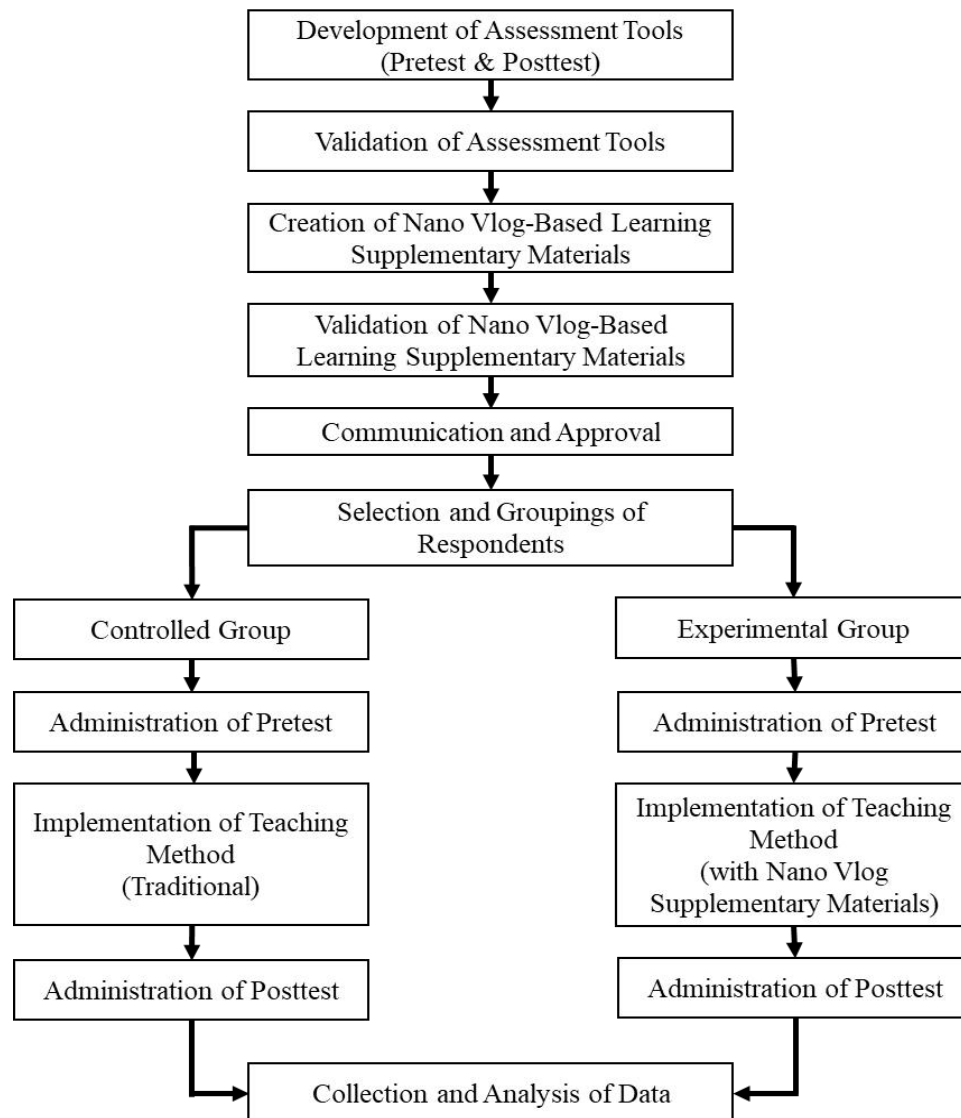 Development of Assessment Tools
(Pretest & Posttest)
Validation of Assessment Tools
Creation of Nano Vlog-Based Learning
Supplementary Materials
Validation of Nano Vlog-Based
Learning Supplementary Materials
Communication and Approval
Selection and Groupings of
Respondents
Controlled Group
Administration of Pretest
Implementation of Teaching
Method
(Traditional)
Administration of Posttest
Experimental Group
Administration of Pretest
Implementation of Teaching
Method
(with Nano Vlog
Supplementary Materials)
Administration of Posttest
Collection and Analysis of Data